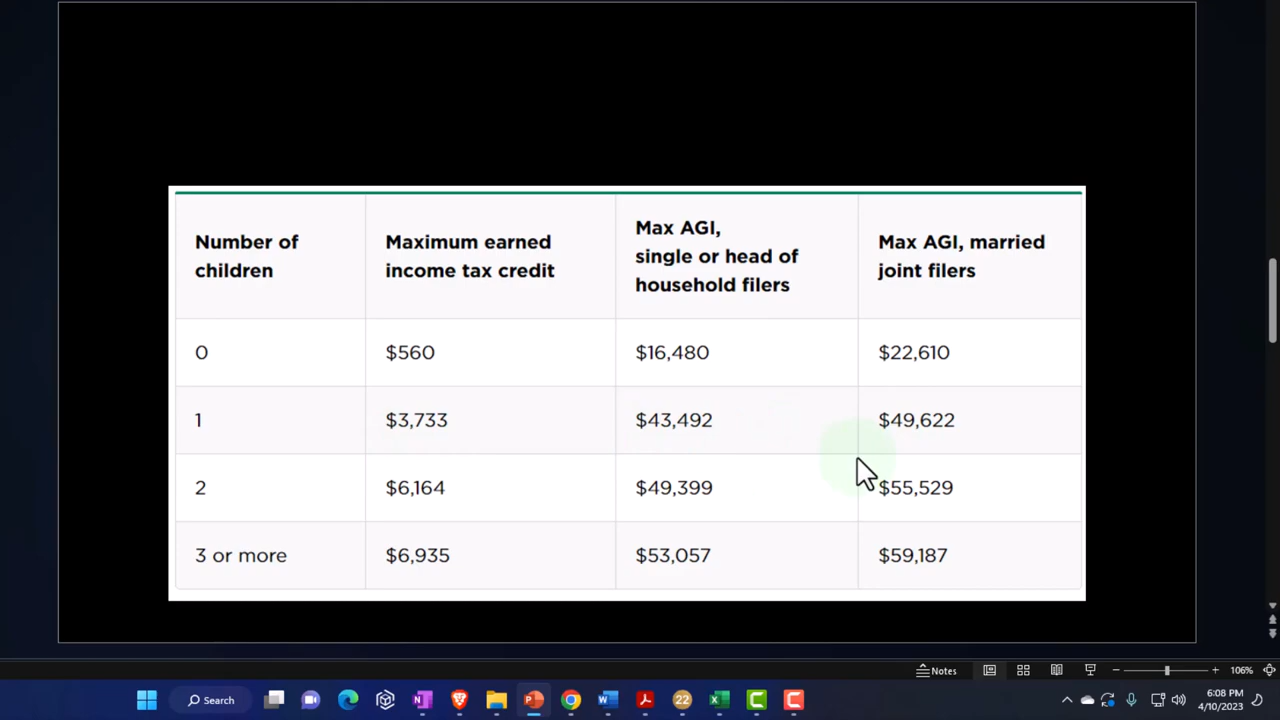 Number of
children
Maximum earned
income tax credit
Max AGI,
single or head of
household filers
Max AGI, married
joint filers
0
$560
$16,480
$22,610
1
$3,733
$43,492
$49,622
2
$6,164
$49,399
$55,529
3 or more
$6,935
$53,057
$59,187
Notes
106%
Search
22
6:08 PM
4/10/2023